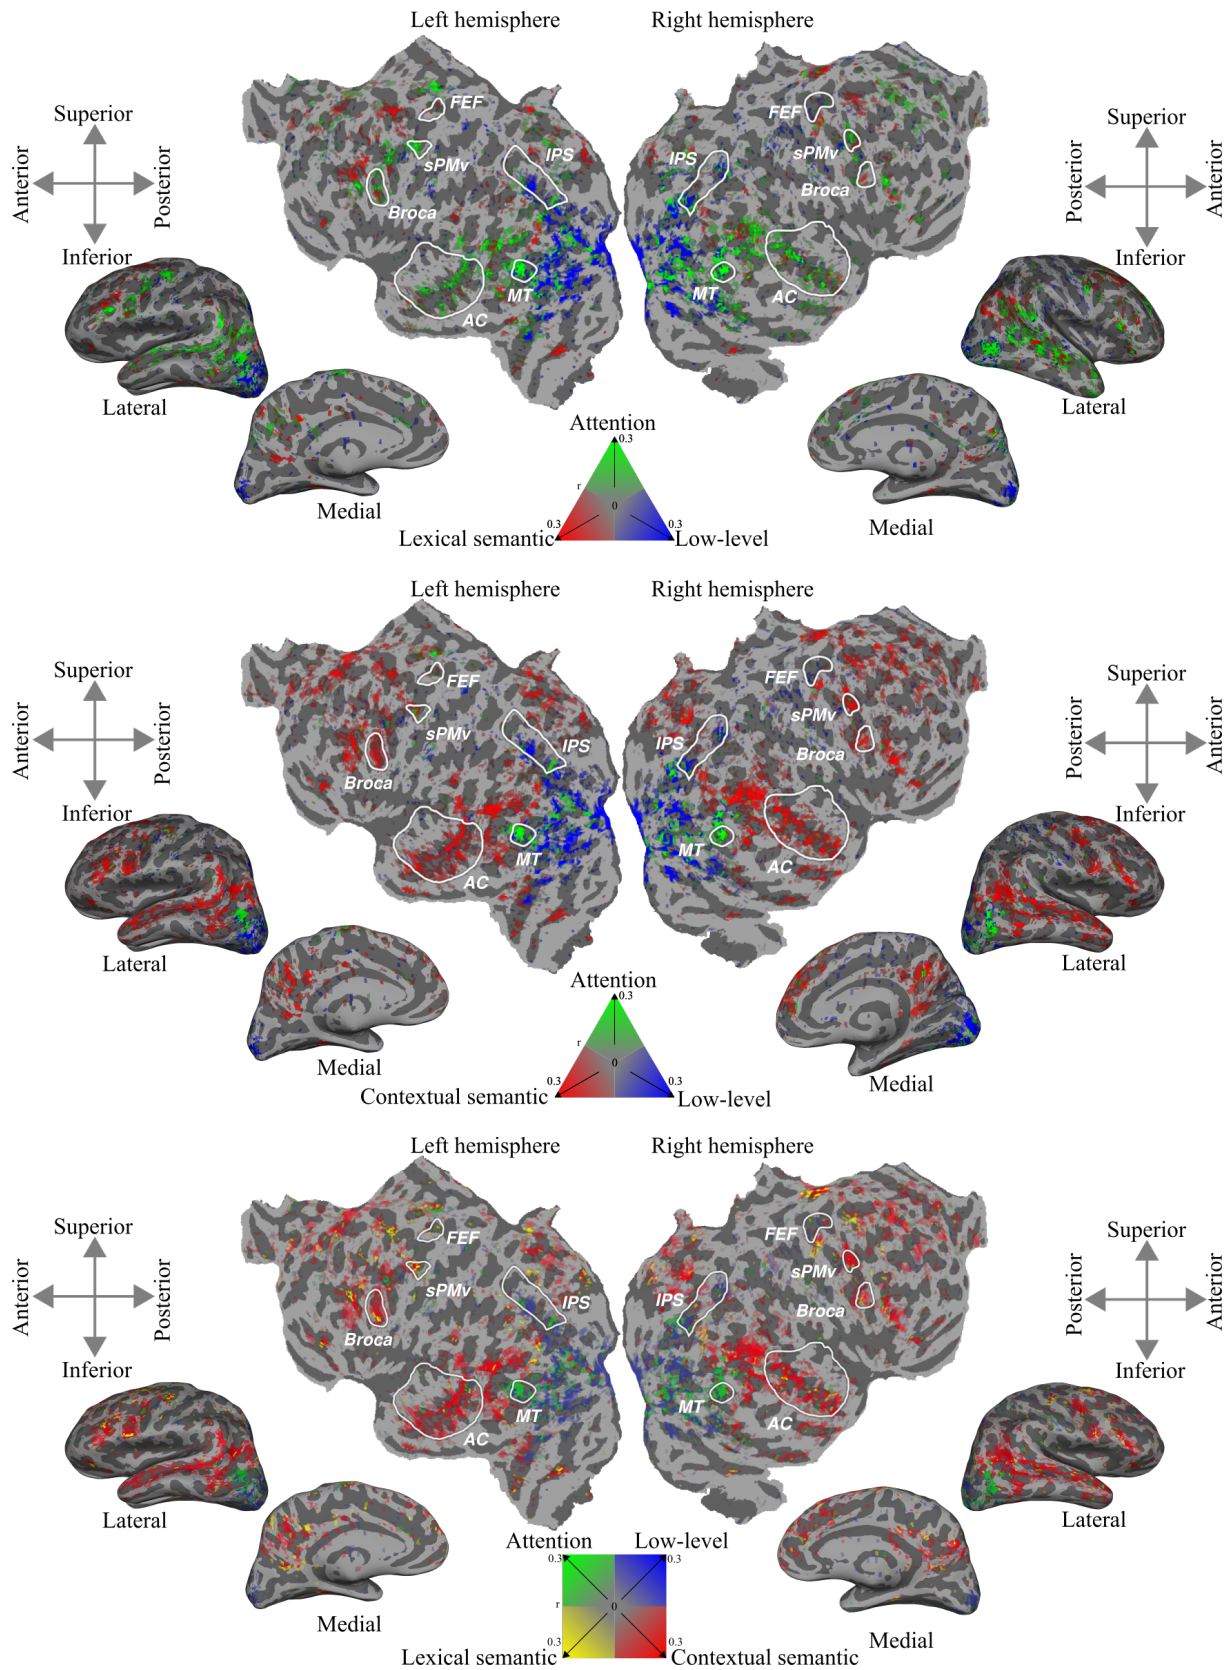 Left hemisphere Right hemisphere
Superior
Anterior
Posterior
Inferior
FEF
sPMv
IPS
Broca
MT
AC
FEF
IPS
sPMv
Broca
MT
AC
Superior
Posterior
Anterior
Inferior
Lateral
Medial
Lateral
Medial
Attention
0.3
r
0
0.3
0.3
Lexical semantic
Low-level
Left hemisphere Right hemisphere
Superior
Anterior
Posterior
Inferior
FEF
sPMv
IPS
Broca
MT
AC
FEF
sPMv
IPS
Broca
MT
AC
Superior
Posterior
Anterior
Inferior
Lateral
Medial
Lateral
Medial
Attention
0.3
r
0
0.3
0.3
Contextual semantic
Low-level
Left hemisphere Right hemisphere
Superior
Anterior
Posterior
Inferior
FEF
sPMv
IPS
Broca
MT
AC
FEF
sPMv
IPS
Broca
MT
AC
Superior
Posterior
Anterior
Inferior
Lateral
Medial
Lateral
Medial
Attention
Low-level
0.3
0.3
r
0
0.3
0.3
Lexical semantic
Contextual semantic